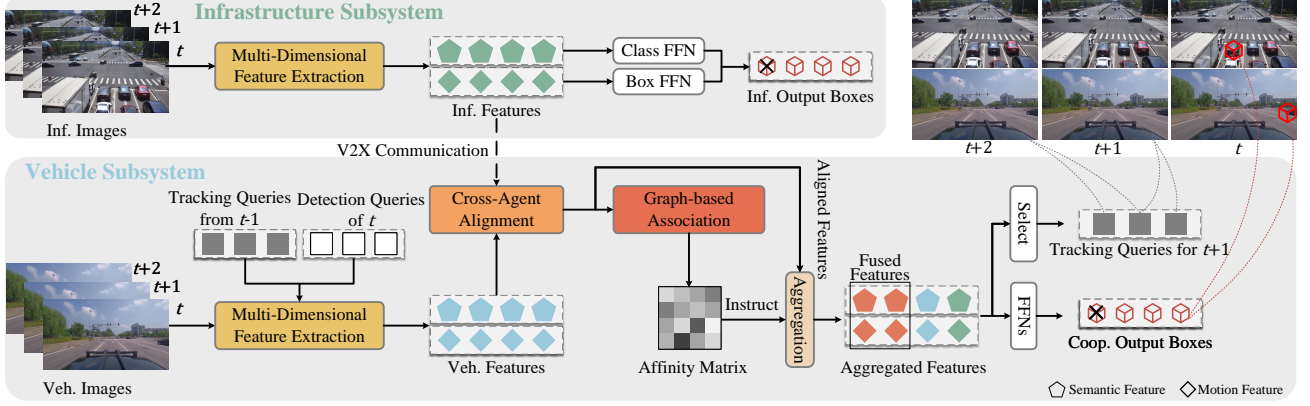 Infrastructure Subsystem
t+2
t+1
t
Multi-Dimensional
Feature Extraction
Inf. Images
Inf. Features
Class FFN
Box FFN
Inf. Output Boxes
V2X Communication
t+2
t+1
t
Vehicle Subsystem
Tracking Queries
from t-1
Detection Queries
of t
t+2
t+1
t
Multi-Dimensional
Feature Extraction
Veh. Images
Cross-Agent
Alignment
Veh. Features
Graph-based
Association
Affinity Matrix
Instruct
Aligned Features
Aggregation
Fused
Features
Aggregated Features
Select
Tracking Queries for t+1
FFNs
Coop. Output Boxes
Semantic Feature
Motion Feature